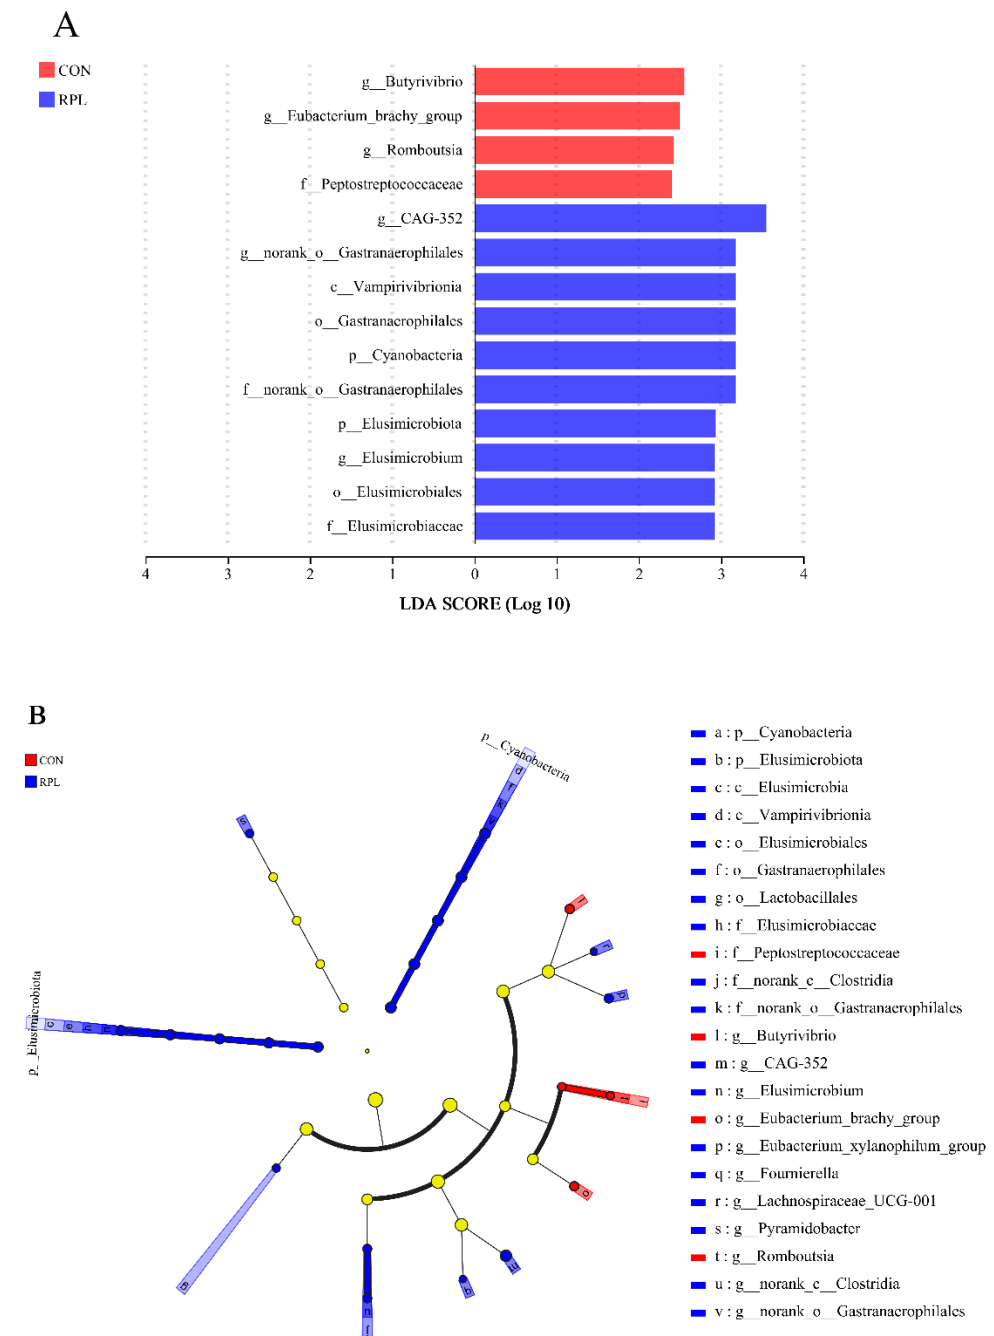 A
CON
RPL
g__Butyrivibrio
g__Eubacterium_brachy_group
g__Romboutsia
f__Peptostreptococcaceae
g__CAG-352
g__norank_o__Gastranaerophilales
c__Vampirivibrionia
o__Gastranaerophilales
p__Cyanobacteria
f__norank_o__Gastranaerophilales
p__Elusimicrobiota
g__Elusimicrobium
o__Elusimicrobiales
f__Elusimicrobiaceae
4 3 2 1 0 1 2 3 4
LDA SCORE (Log 10)
B
CON
RPL
p__Cyanobacteria
d
f
k
v
s
l
r
p
p__Elusimicrobiota
c e h n
t i
o
g
u
q
a : p__Cyanobacteria
b : p__Elusimicrobiota
c : c__Elusimicrobia
d : c__Vampirivibrionia
e : o__Elusimicrobiales
f : o__Gastranaerophilales
g : o__Lactobacillales
h : f__Elusimicrobiaceae
i : f__Peptostreptococcaceae
j : f__norank_c__Clostridia
k : f__norank_o__Gastranaerophilales
l : g__Butyrivibrio
m : g__CAG-352
n : g__Elusimicrobium
o : g__Eubacterium_brachy_group
p : g__Eubacterium_xylanophilum_group
q : g__Fournierella
r : g__Lachnospiraceae_UCG-001
s : g__Pyramidobacter
t : g__Romboutsia
u : g__norank_c__Clostridia
v : g__norank_o__Gastranaerophilales